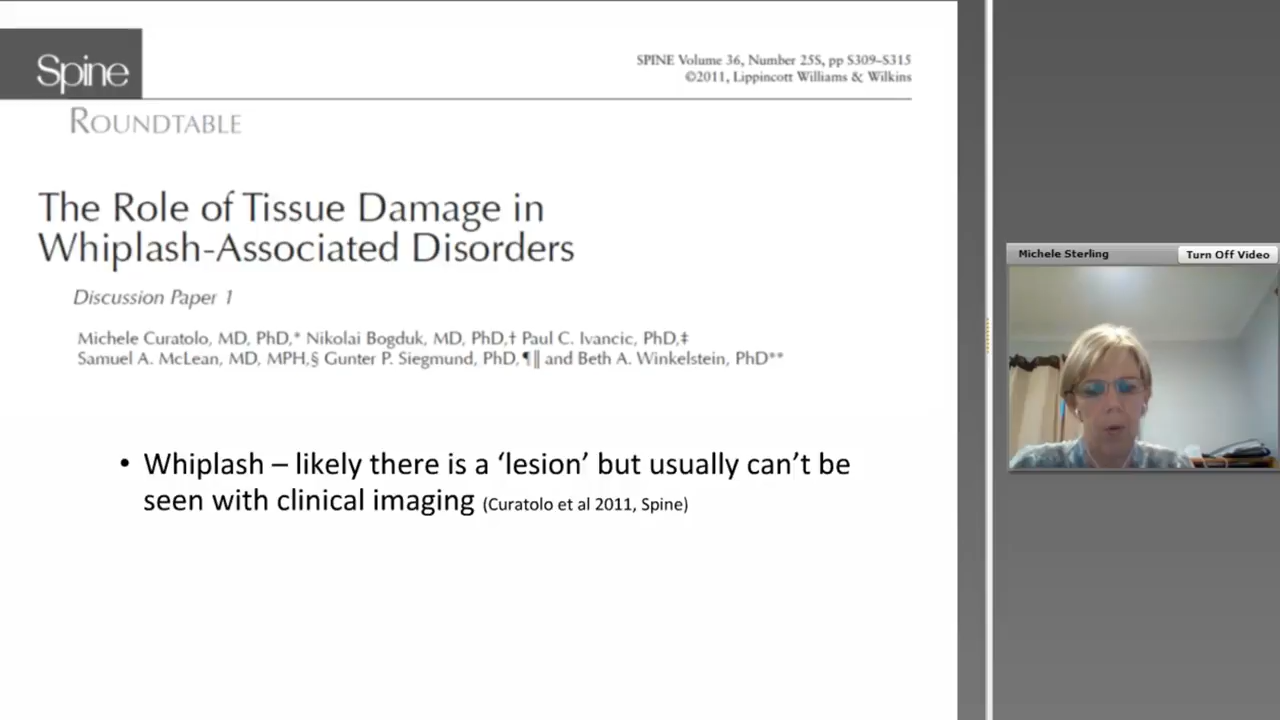 Spine
SPINE Volume 36, Number 25S, pp S309–S315
©2011, Lippincott Williams & Wilkins
ROUNDTABLE
The Role of Tissue Damage in
Whiplash-Associated Disorders
Discussion Paper 1
Michele Curatolo, MD, PhD,* Nikolai Bogduk, MD, PhD,† Paul C. Ivancic, PhD,‡
Samuel A. McLean, MD, MPH,§ Gunter P. Siegmund, PhD,¶‖ and Beth A. Winkelstein, PhD**
• Whiplash – likely there is a ‘lesion’ but usually can’t be
seen with clinical imaging (Curatolo et al 2011, Spine)
Michele Sterling
Turn Off Video